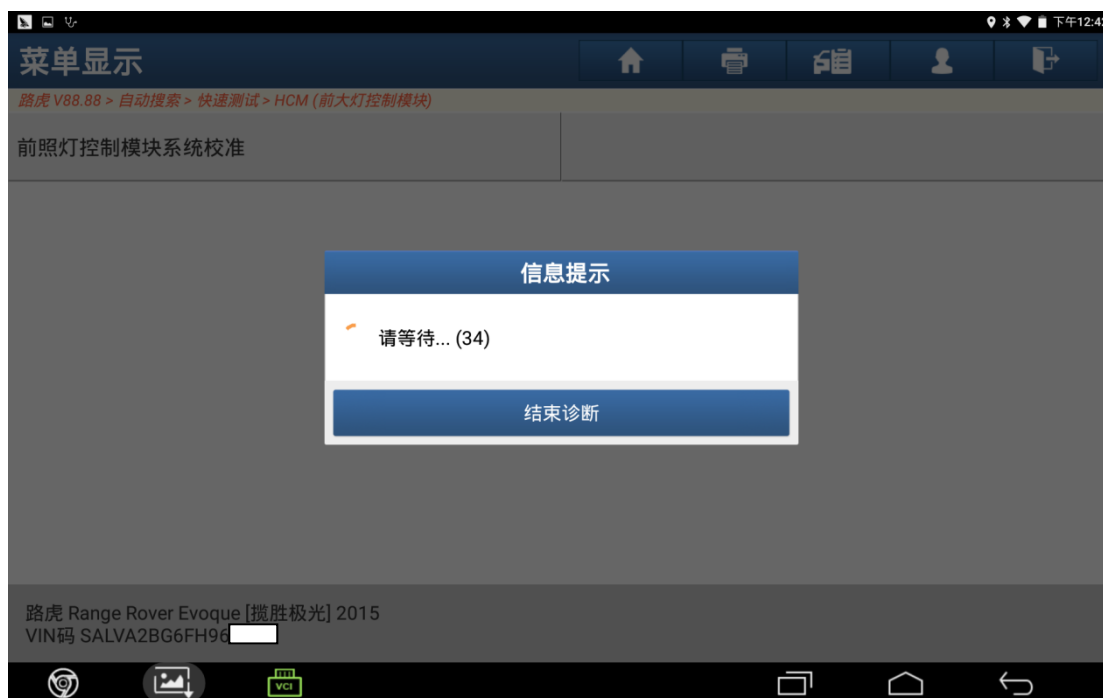 下午12:42
菜单显示
路虎 V88.88 > 自动搜索 > 快速测试 > HCM (前大灯控制模块)
前照灯控制模块系统校准
信息提示
请等待... (34)
结束诊断
路虎 Range Rover Evoque [揽胜极光] 2015
VIN码 SALVA2BG6FH96
VCI